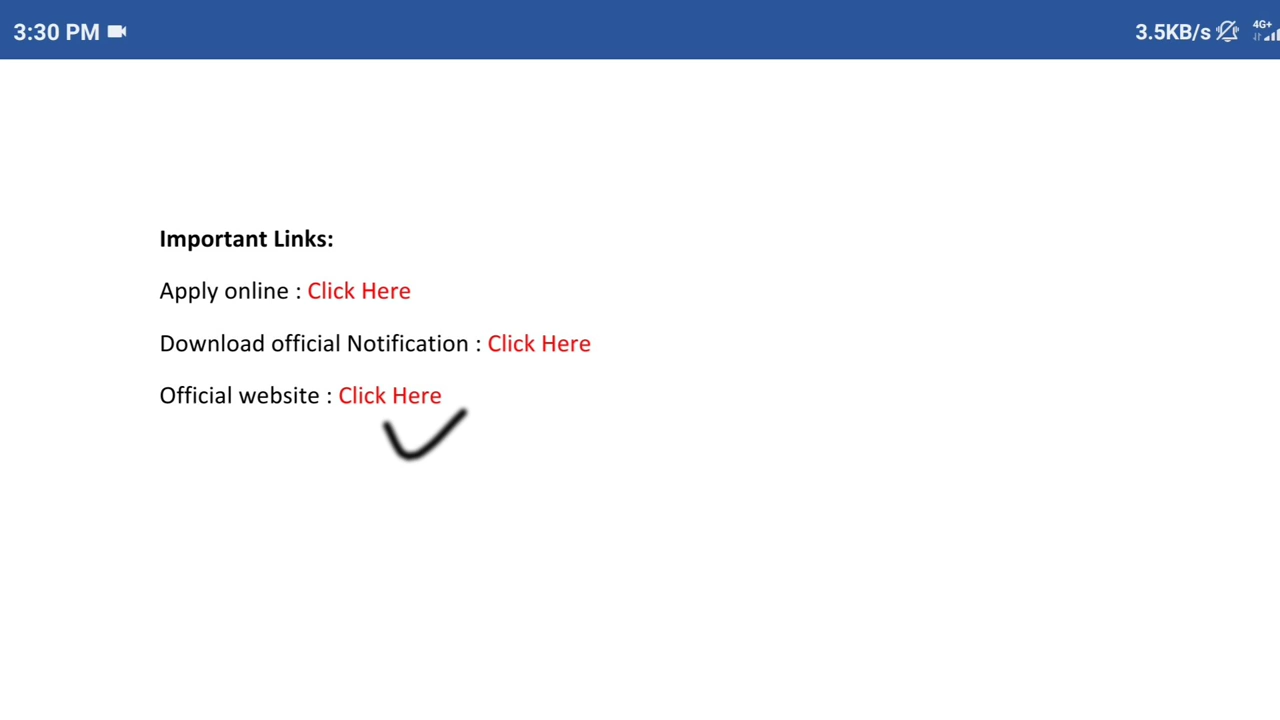 3:30 PM 3.5KB/s 4G+
Important Links:
Apply online : Click Here
Download official Notification : Click Here
Official website : Click Here